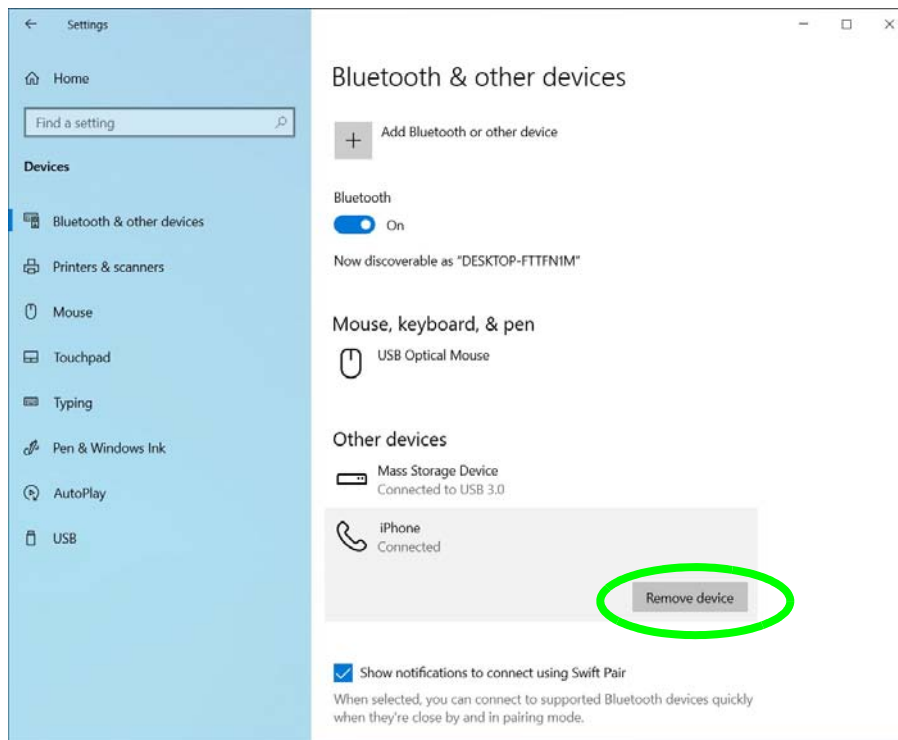 Settings
Home
Find a setting
Devices
Bluetooth & other devices
Printers & scanners
Mouse
Touchpad
Typing
Pen & Windows Ink
AutoPlay
USB
Bluetooth & other devices
Add Bluetooth or other device
Bluetooth
On
Now discoverable as "DESKTOP-FTTFN1M"
Mouse, keyboard, & pen
USB Optical Mouse
Other devices
Mass Storage Device
Connected to USB 3.0
iPhone
Connected
Remove device
Show notifications to connect using Swift Pair
When selected, you can connect to supported Bluetooth devices quickly
when they're close by and in pairing mode.